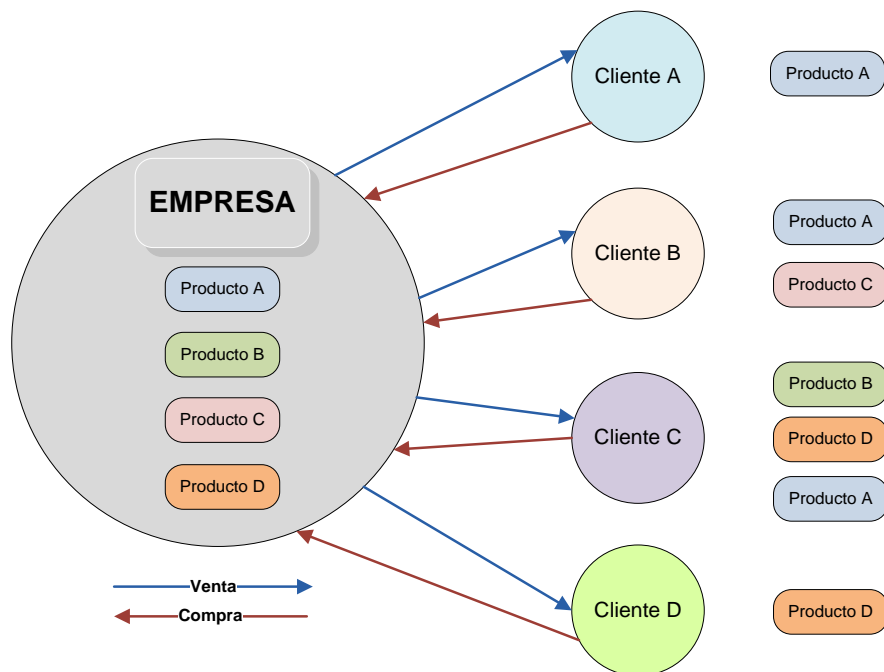 EMPRESA
Producto A
Producto B
Producto C
Producto D
Venta
Compra
Cliente A
Producto A
Cliente B
Producto A
Producto C
Cliente C
Producto B
Producto D
Producto A
Cliente D
Producto D